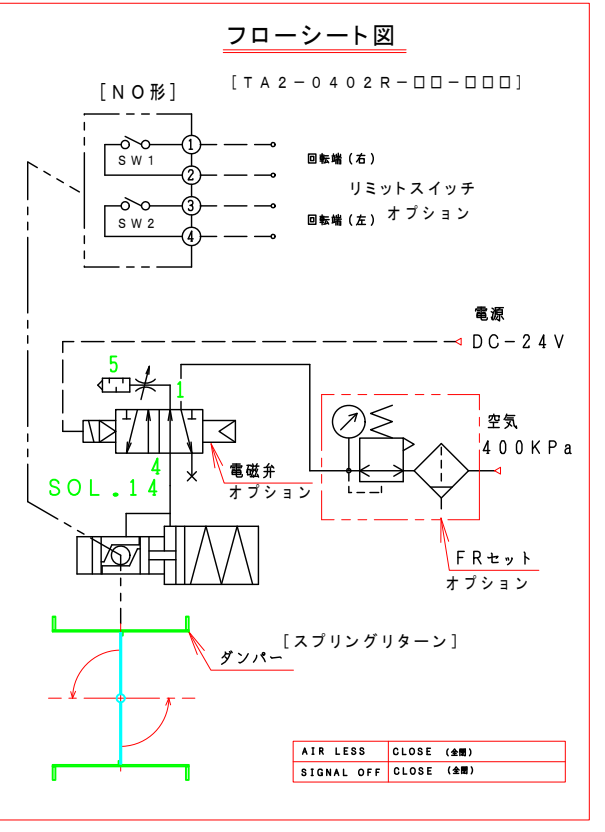 フローシート図
[TA2-0402R-□□-□□□]
[NO形]
SW1
1
2
SW2
3
4
回転端(右)
リミットスイッチ
オプション
回転端(左)
電源
DC-24V
5
1
4
SOL.14
電磁弁
オプション
空気
400KPa
FRセット
オプション
[スプリングリターン]
ダンパー
AIR LESS CLOSE (全閉)
SIGNAL OFF CLOSE (全閉)